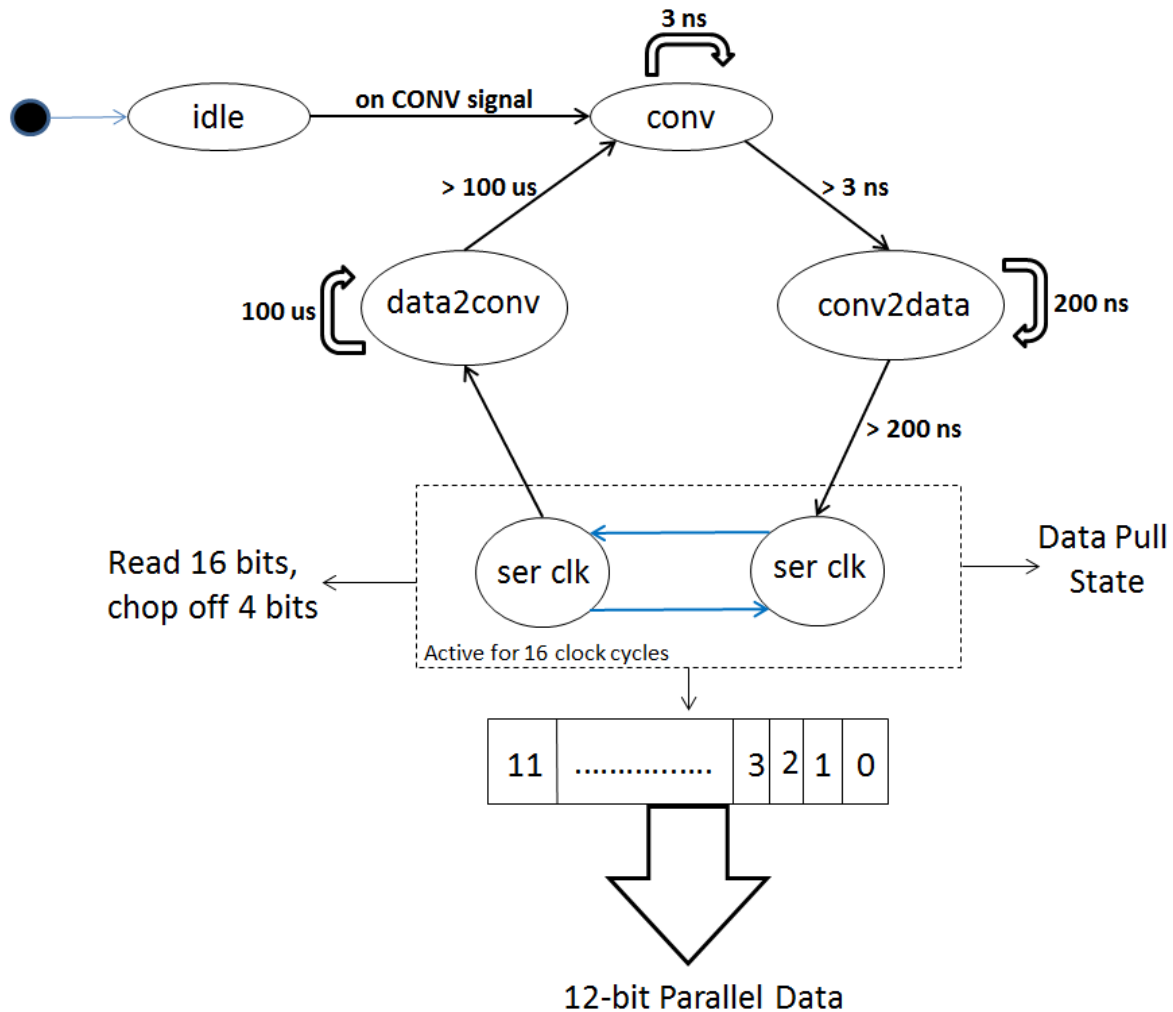 3 ns
idle
on CONV signal
conv
> 100 us
> 3 ns
100 us
data2conv
conv2data
200 ns
> 200 ns
Read 16 bits,
chop off 4 bits
ser clk
ser clk
Data Pull
State
Active for 16 clock cycles
11 ............... 3 2 1 0
12-bit Parallel Data